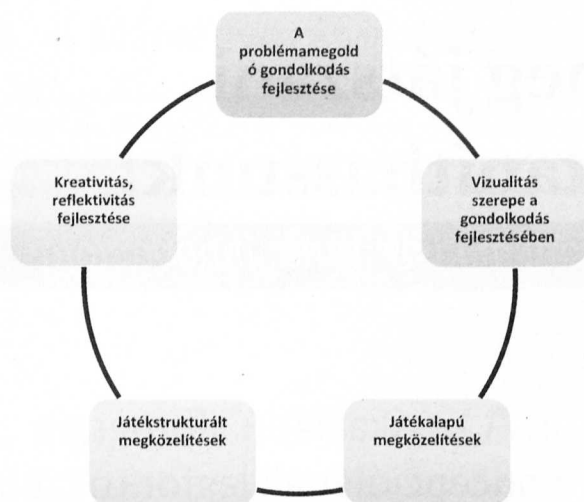 A
problémamegold
ó gondolkodás
fejlesztése
Vizualitás
szerepe a
gondolkodás
fejlesztésében
Játékalapú
megközelítések
Játékstrukturált
megközelítések
Kreativitás,
reflektivitás
fejlesztése